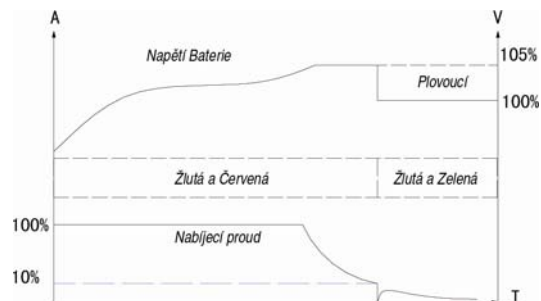 A
V
Napětí Baterie
105%
Plovoucí
100%
Žlutá a Červená
Žlutá a Zelená
100%
Nabíjecí proud
10%
T